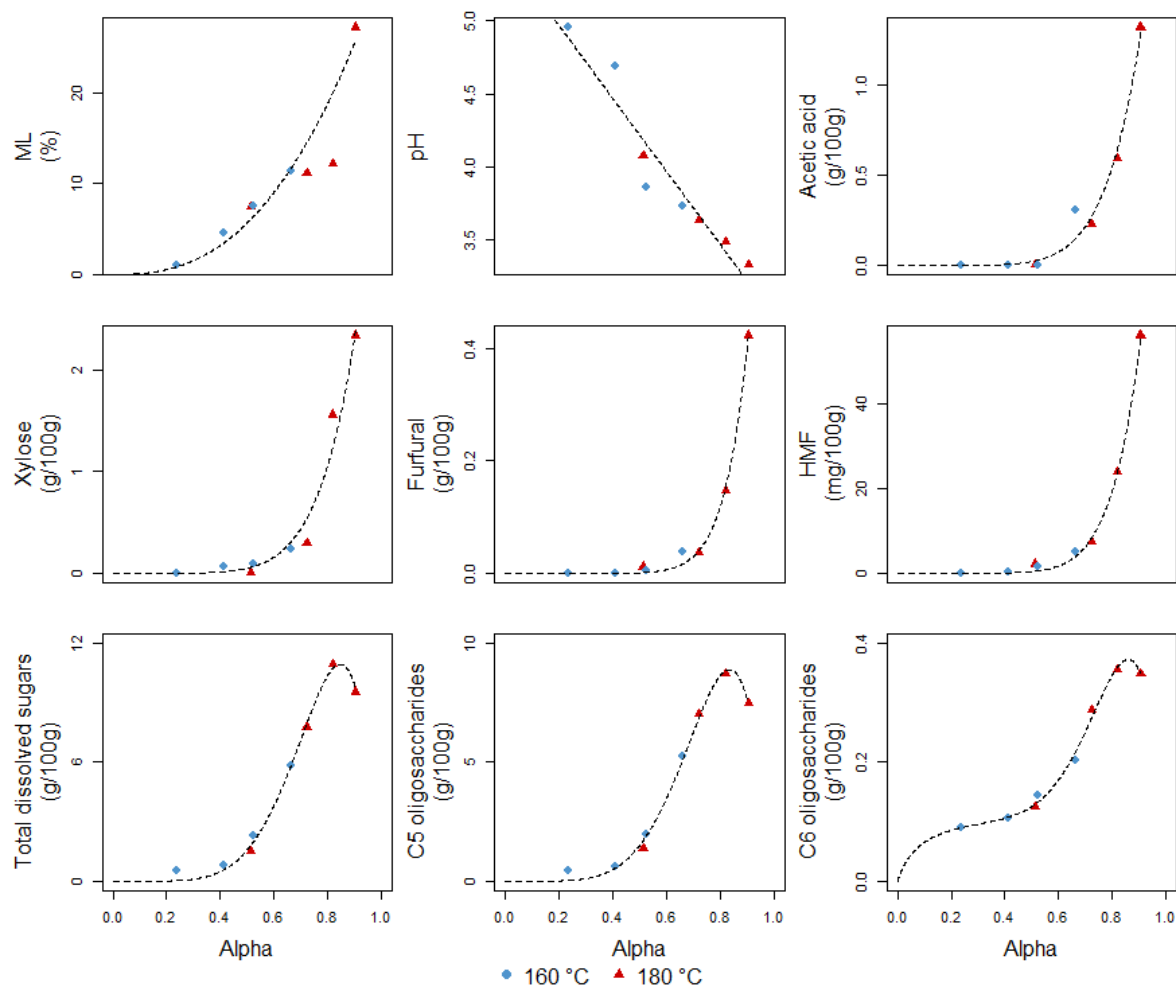 ML
(%)
0
10
20
pH
3.5
4.0
4.5
5.0
Acetic acid
(g/100g)
0.0
0.5
1.0
Xylose
(g/100g)
0
1
2
Furfural
(g/100g)
0.0
0.2
0.4
HMF
(mg/100g)
0
20
40
Total dissolved sugars
(g/100g)
0
6
12
0.0 0.2 0.4 0.6 0.8 1.0
Alpha
C5 oligosaccharides
(g/100g)
0
5
10
0.0 0.2 0.4 0.6 0.8 1.0
Alpha
C6 oligosaccharides
(g/100g)
0.0
0.2
0.4
0.0 0.2 0.4 0.6 0.8 1.0
Alpha
160 °C 180 °C